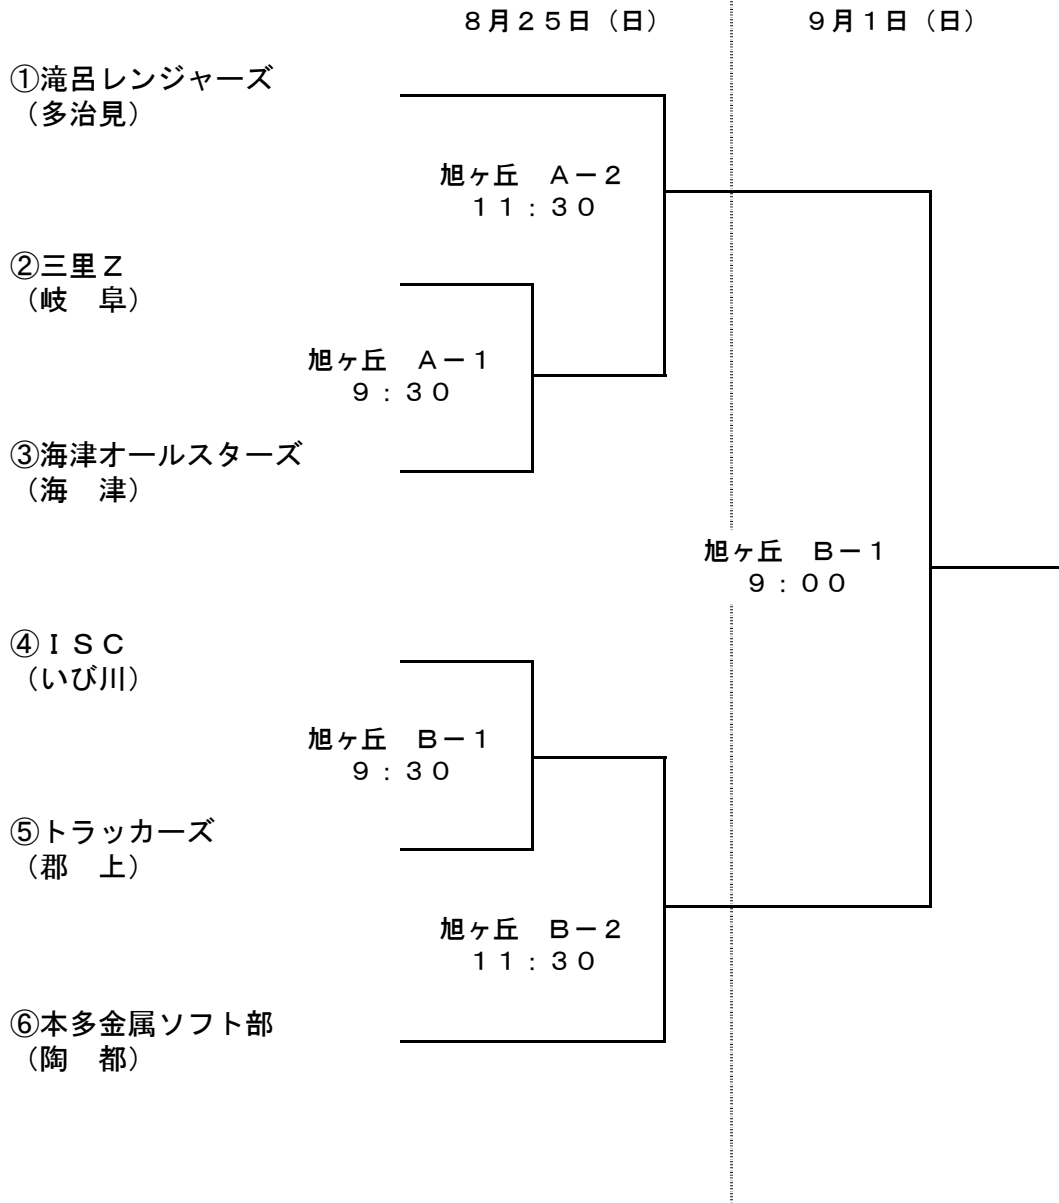 ８月２５日（日）
９月１日（日）
①滝呂レンジャーズ
（多治見）
旭ヶ丘　Ａ－２
１１：３０
②三里Ｚ
（岐　阜）
旭ヶ丘　Ａ－１
９：３０
③海津オールスターズ
（海　津）
旭ヶ丘　Ｂ－１
９：００
④ＩＳＣ
（いび川）
旭ヶ丘　Ｂ－１
９：３０
⑤トラッカーズ
（郡　上）
旭ヶ丘　Ｂ－２
１１：３０
⑥本多金属ソフト部
（陶　都）